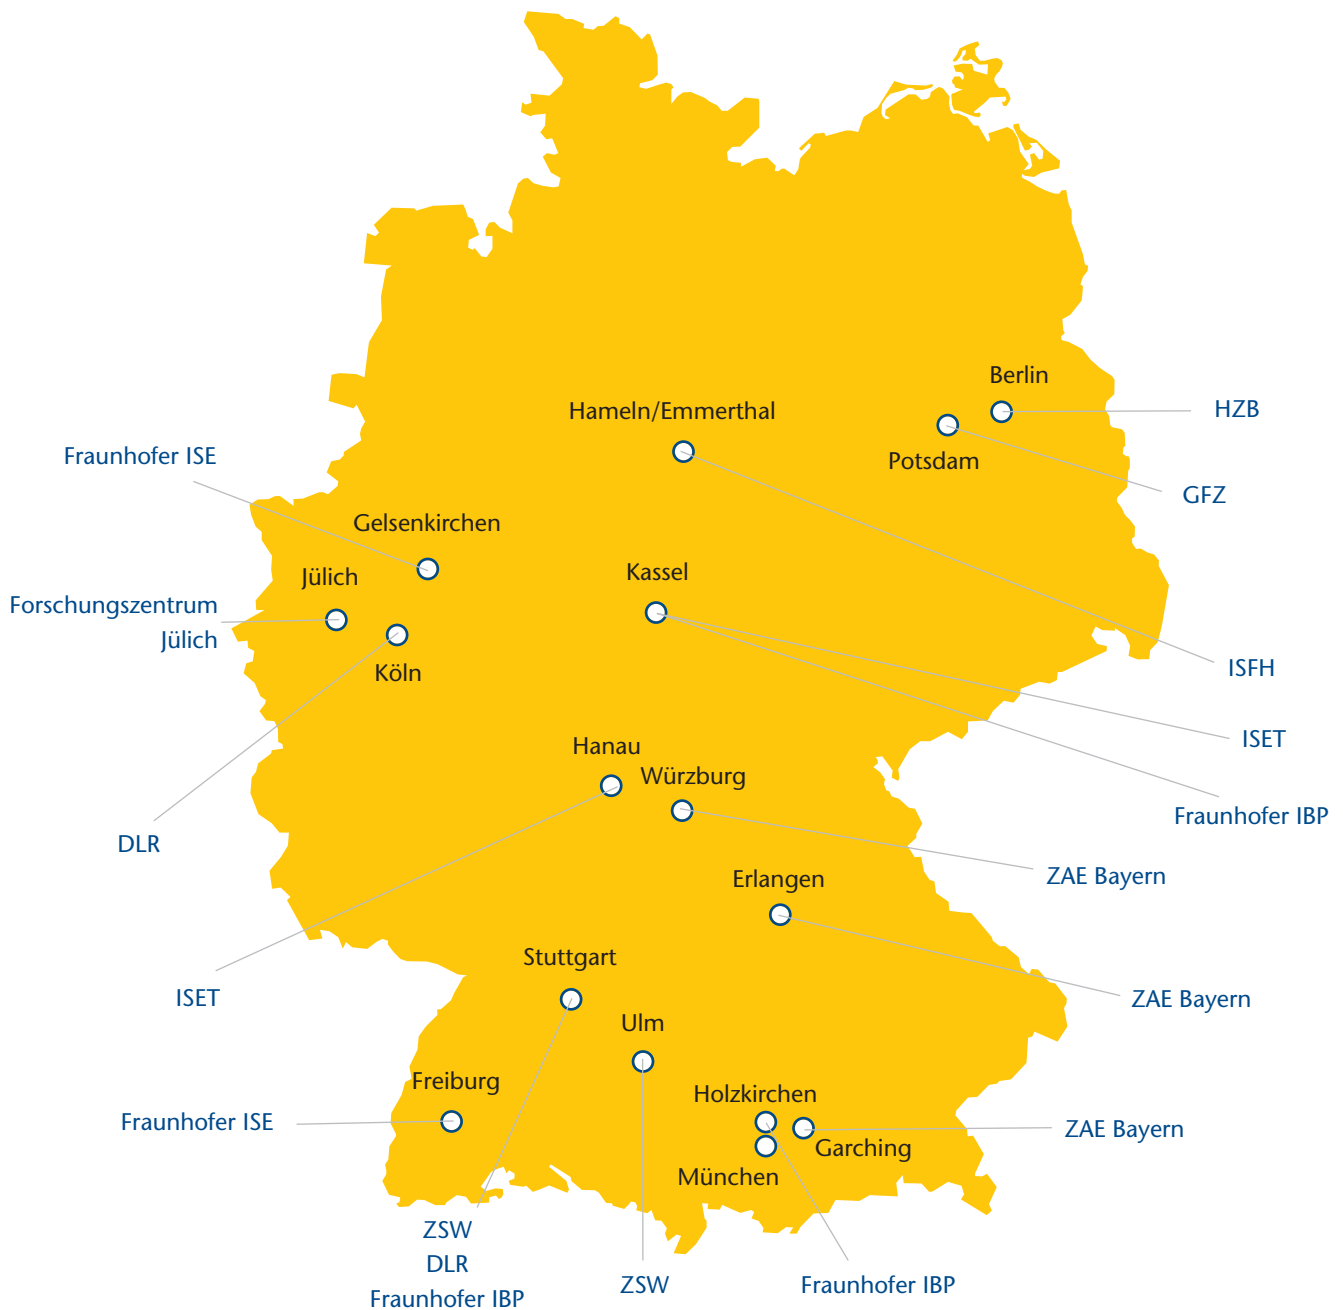 Berlin
HZB
Hameln/Emmerthal
Fraunhofer ISE
Potsdam
GFZ
Gelsenkirchen
Jülich
Kassel
Forschungszentrum
Jülich
Köln
ISFH
ISET
Hanau
Würzburg
Fraunhofer IBP
DLR
ZAE Bayern
Erlangen
Stuttgart
ISET
ZAE Bayern
Ulm
Freiburg
Holzkirchen
Fraunhofer ISE
ZAE Bayern
Garching
München
ZSW
DLR
Fraunhofer IBP
ZSW
Fraunhofer IBP